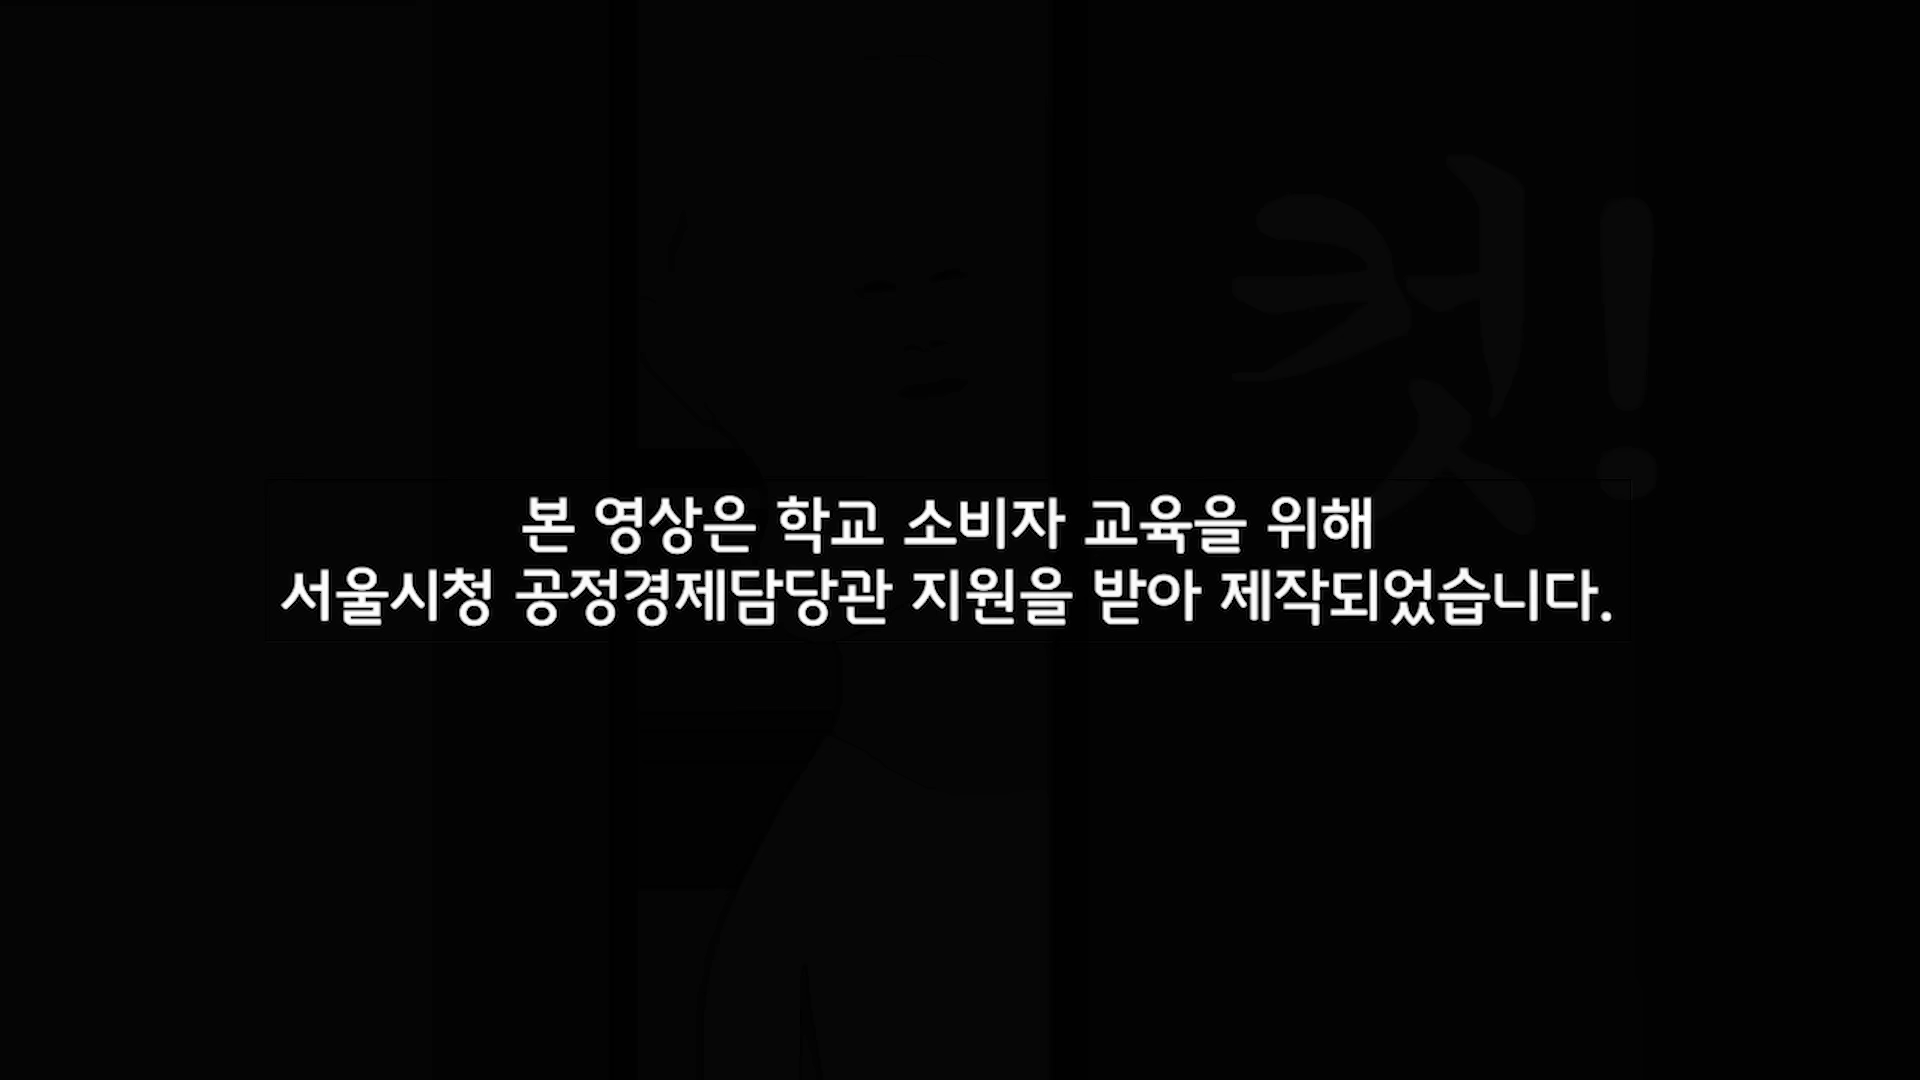 컷!
본 영상은 학교 소비자 교육을 위해
서울시청 공정경제담당관 지원을 받아 제작되었습니다.